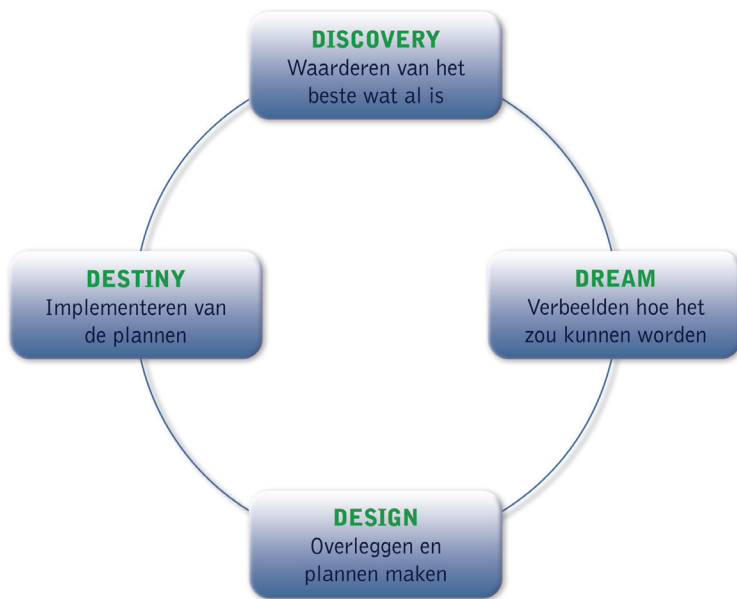 DISCOVERY
Waarderen van het
beste wat al is
DESTINY
Implementeren van
de plannen
DREAM
Verbeelden hoe het
zou kunnen worden
DESIGN
Overleggen en
plannen maken